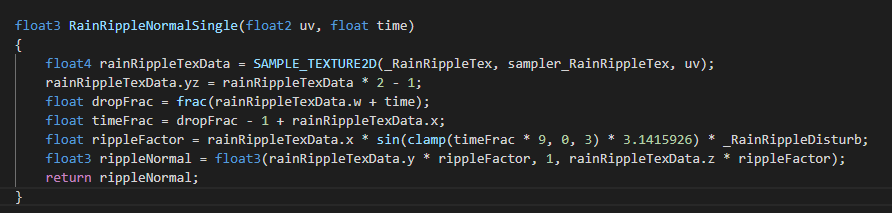 float3 RainRippleNormalSingle(float2 uv, float time)
{
    float4 rainRippleTexData = SAMPLE_TEXTURE2D(_RainRippleTex, sampler_RainRippleTex, uv);
    rainRippleTexData.yz = rainRippleTexData * 2 - 1;
    float dropFrac = frac(rainRippleTexData.w + time);
    float timeFrac = dropFrac - 1 + rainRippleTexData.x;
    float rippleFactor = rainRippleTexData.x * sin(clamp(timeFrac * 9, 0, 3) * 3.1415926) * _RainRippleDisturb;
    float3 rippleNormal = float3(rainRippleTexData.y * rippleFactor, 1, rainRippleTexData.z * rippleFactor);
    return rippleNormal;
}